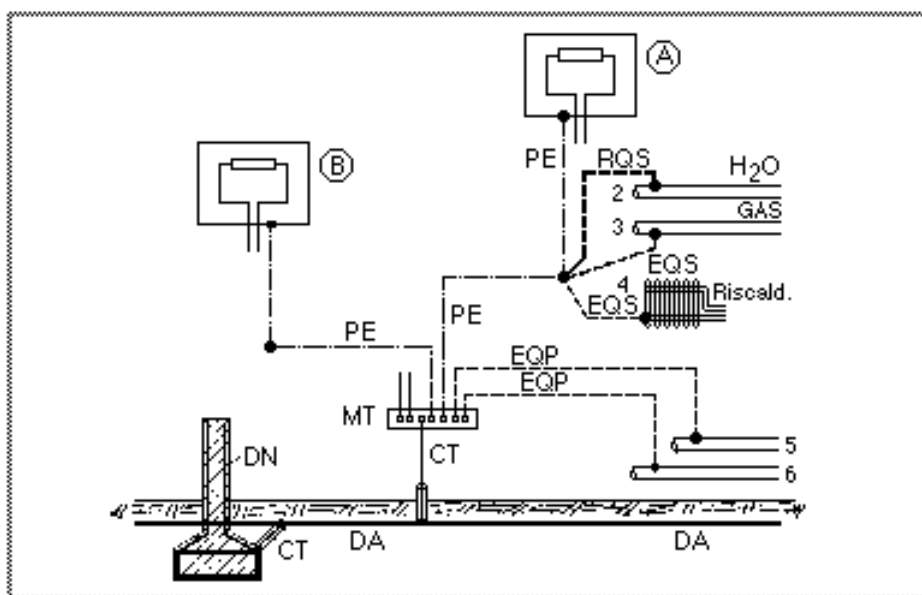 A
PE
RQS
H2O
2
B
3
GAS
EQS
4
EQS
Riscald.
PE
PE
EQP
EQP
MT
CT
5
DN
6
CT
DA
DA